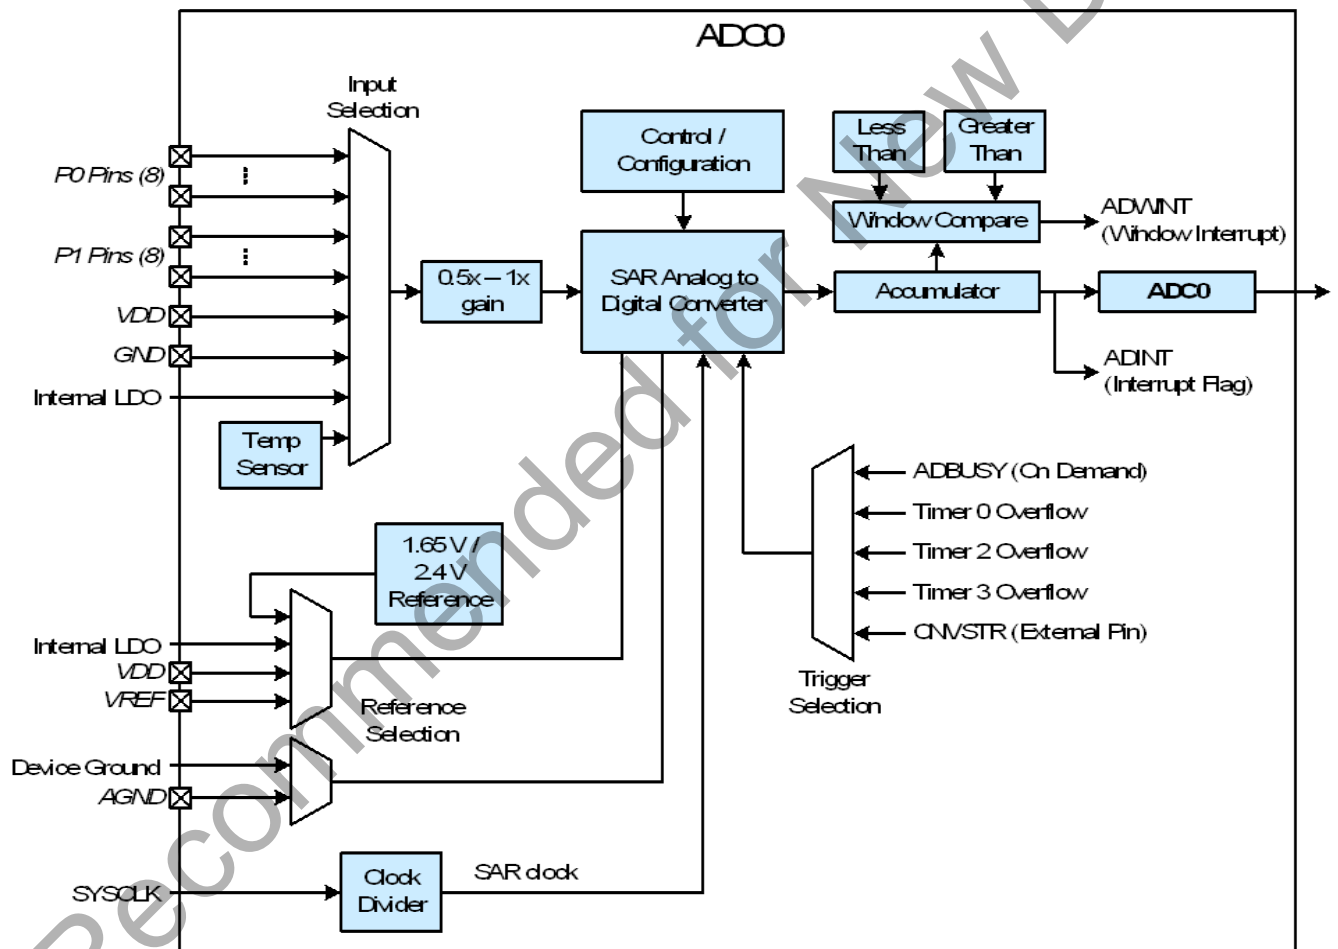 ADC0
Input
Selection
P0 Pins (8)
P1 Pins (8)
VDD
GND
Internal LDO
Temp
Sensor
0.5x – 1x
gain
Control /
Configuration
SAR Analog to
Digital Converter
Less
Than
Greater
Than
Window Compare
Accumulator
ADC0
ADWINT
(Window Interrupt)
ADINT
(Interrupt Flag)
ADBUSY (On Demand)
Timer 0 Overflow
Timer 2 Overflow
Timer 3 Overflow
CNVSTR (External Pin)
Trigger
Selection
1.65 V /
2.4 V
Reference
Internal LDO
VDD
VREF
Reference
Selection
Device Ground
AGND
SYSCLK
Clock
Divider
SAR clock
Recommended for New